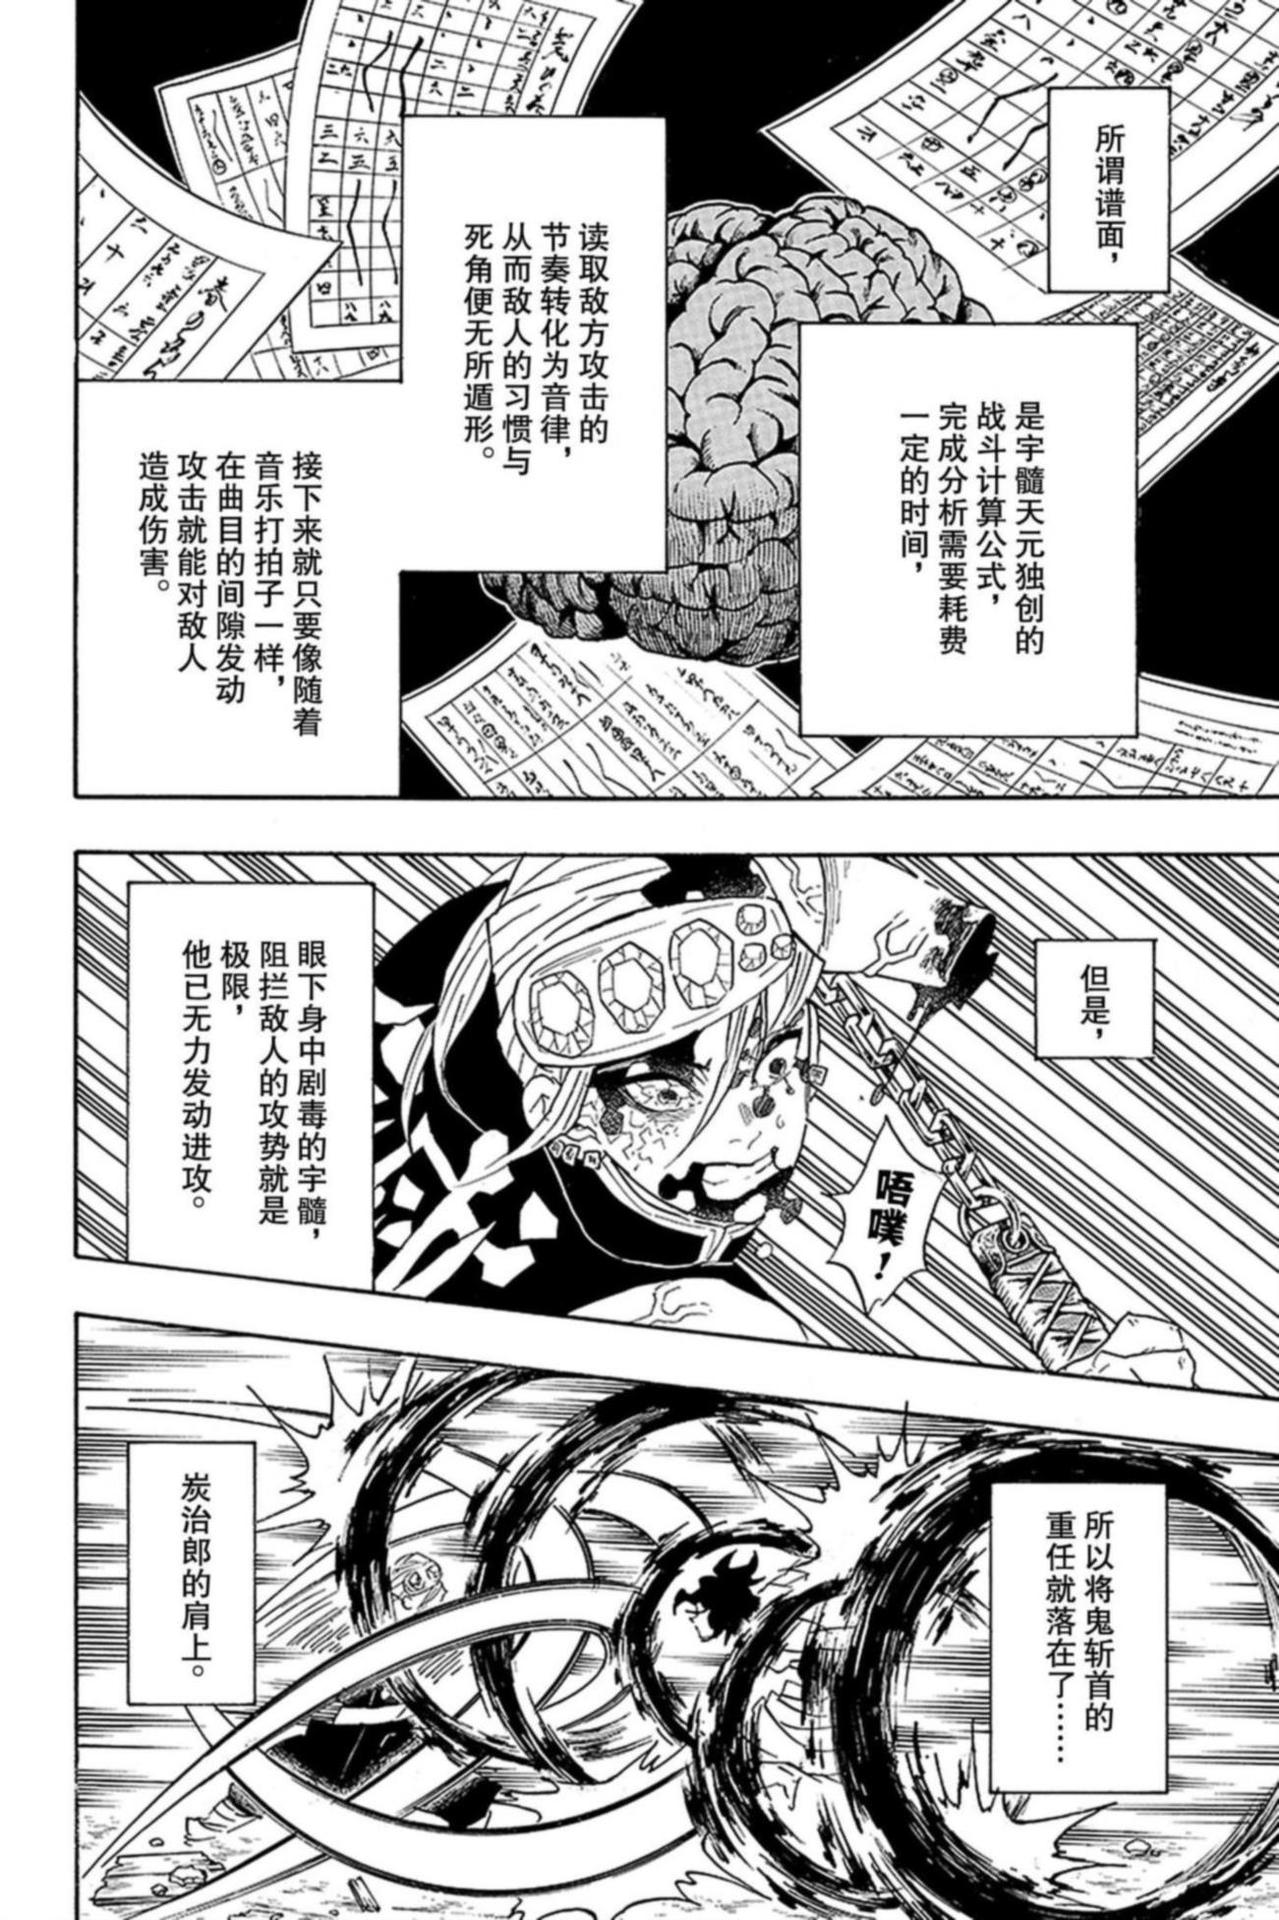 所谓谱面，
是宇髓天元独创的
战斗计算公式，
完成分析需要耗费
一定的时间，
读取敌方攻击的
节奏转化为音律，
从而敌人的习惯与
死角便无所遁形。
接下来就只要像随着
音乐打拍子一样，
在曲目的间隙发动
攻击就能对敌人
造成伤害。
但是，
唔噗！
眼下身中剧毒的宇髓，
阻拦敌人的攻势就是
极限，
他已无力发动进攻。
所以将鬼斩首的
重任就落在了……
炭治郎的肩上。